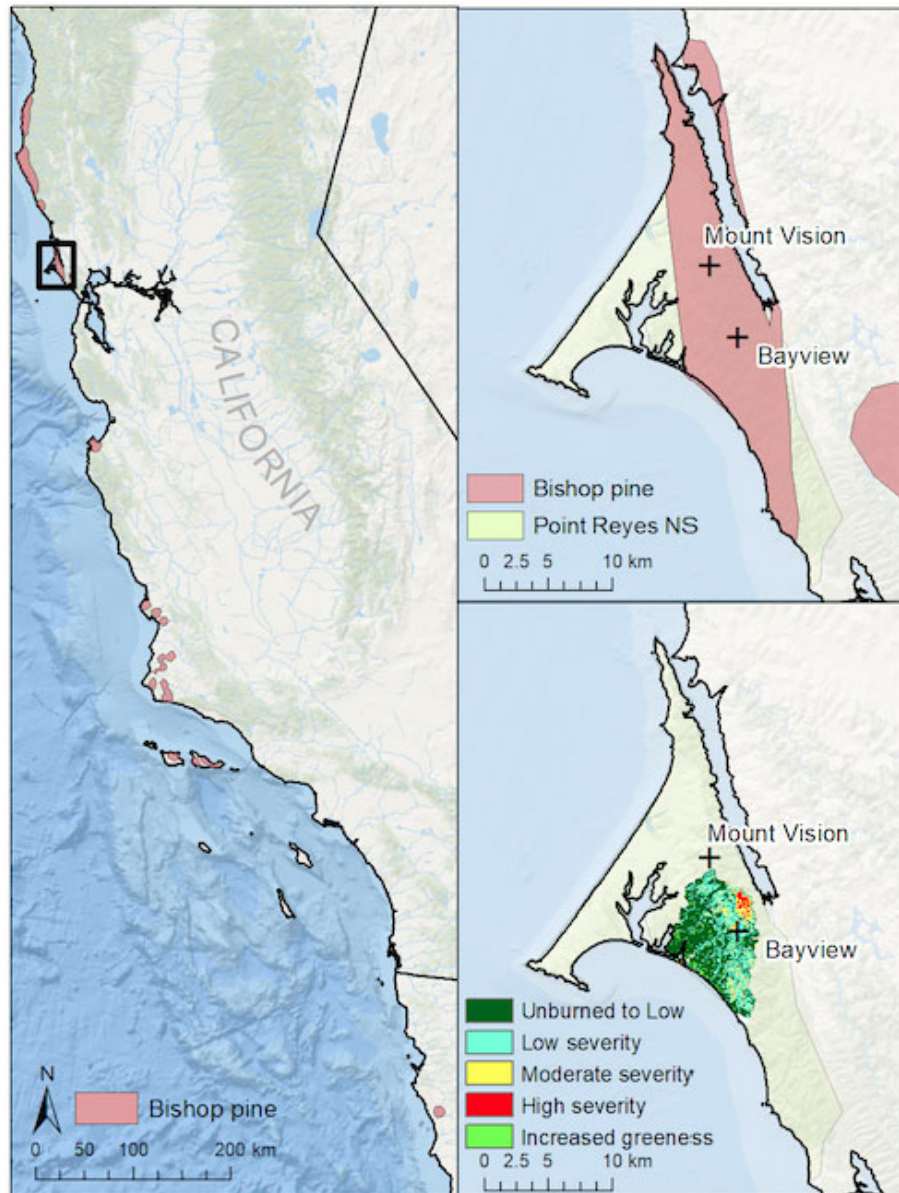 CALIFORNIA
N
Bishop pine
0 50 100 200 km
Mount Vision
Bayview
Bishop pine
Point Reyes NS
0 2.5 5 10 km
Mount Vision
Bayview
Unburned to Low
Low severity
Moderate severity
High severity
Increased greeness
0 2.5 5 10 km